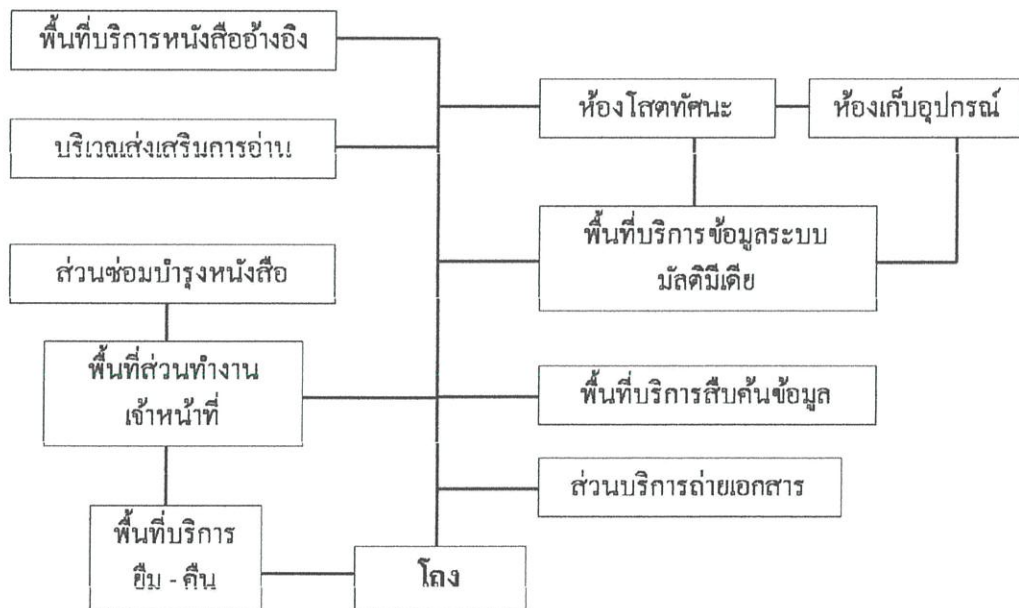 พื้นที่บริการหนังสืออ้างอิง
ห้องโสตทัศนะ
ห้องเก็บอุปกรณ์
บริเวณส่งเสริมการอ่าน
พื้นที่บริการข้อมูลระบบ
มัลติมีเดีย
ส่วนซ่อมบำรุงหนังสือ
พื้นที่ส่วนทำงาน
เจ้าหน้าที่
พื้นที่บริการสืบค้นข้อมูล
ส่วนบริการถ่ายเอกสาร
พื้นที่บริการ
ยืม - คืน
โถง